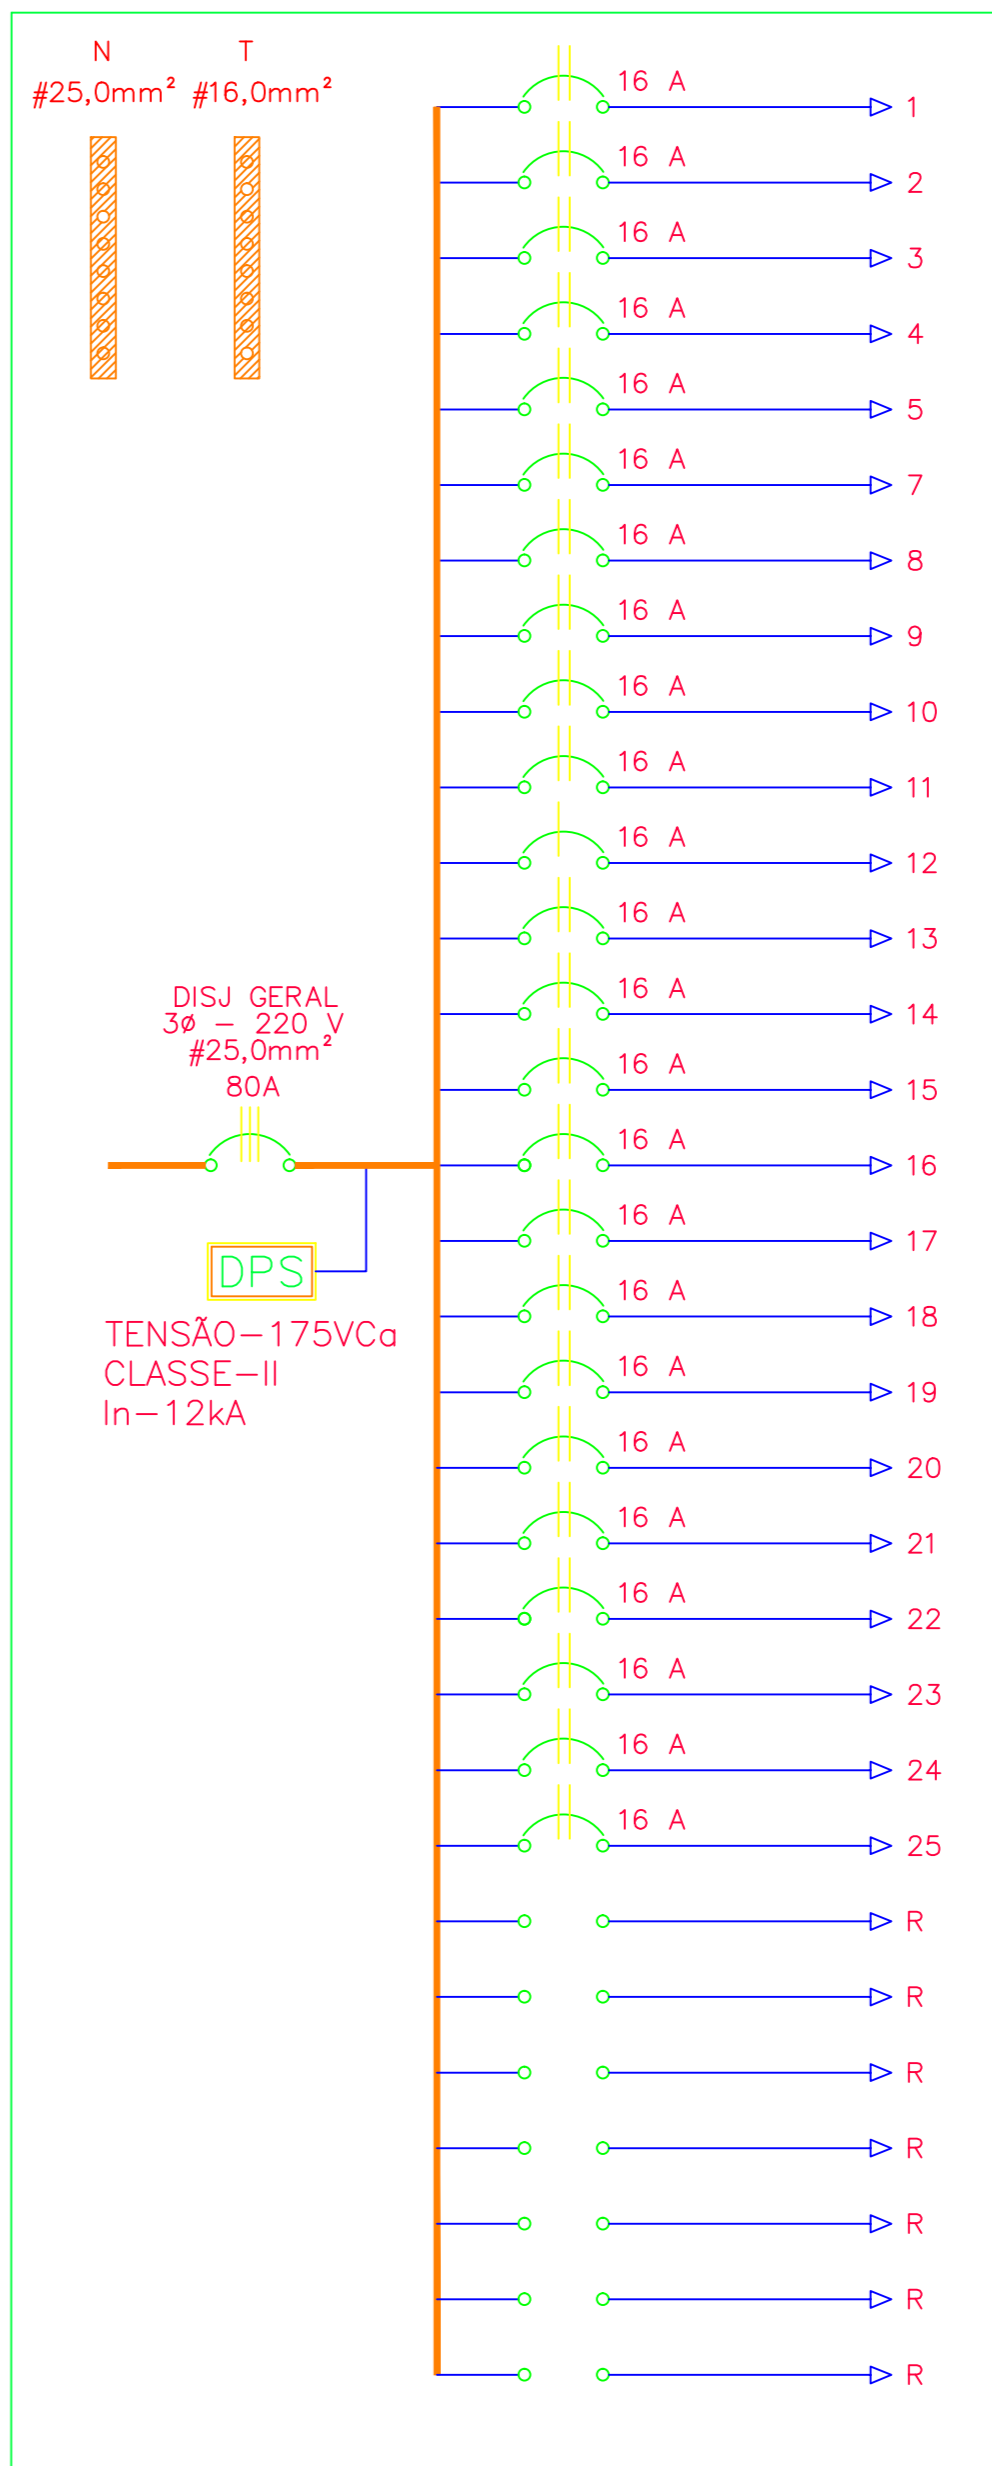 N
T
#25,0mm²
#16,0mm²
16 A
1
16 A
2
16 A
3
16 A
4
16 A
5
16 A
7
16 A
8
16 A
9
16 A
10
16 A
11
16 A
12
16 A
13
DISJ GERAL
3ø - 220 V
#25,0mm²
80A
16 A
14
16 A
15
16 A
16
16 A
17
DPS
TENSÃO-175VCa
CLASSE-II
In-12kA
16 A
18
16 A
19
16 A
20
16 A
21
16 A
22
16 A
23
16 A
24
16 A
25
R
R
R
R
R
R
R